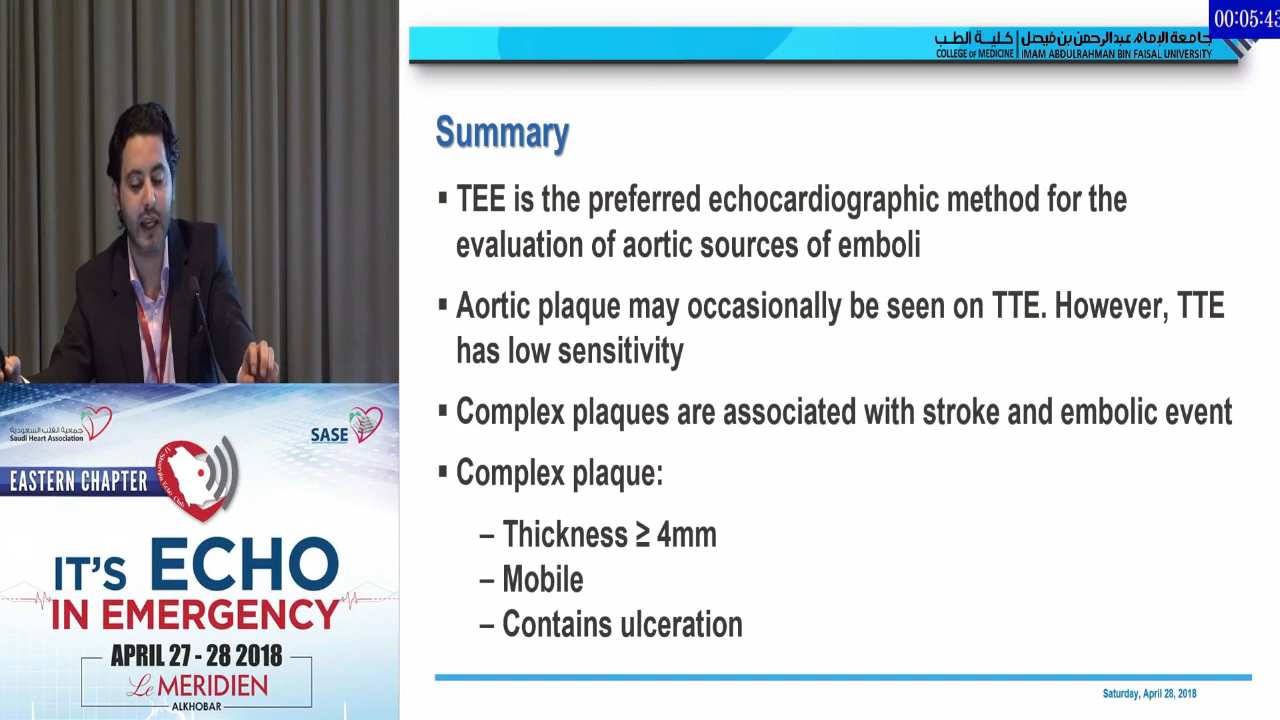 00:05:43
جامعة الإمام عبدالرحمن بن فيصل | كلية الطب
COLLEGE OF MEDICINE | IMAM ABDULRAHMAN BIN FAISAL UNIVERSITY
Summary
▪ TEE is the preferred echocardiographic method for the
evaluation of aortic sources of emboli
▪ Aortic plaque may occasionally be seen on TTE. However, TTE
has low sensitivity
▪ Complex plaques are associated with stroke and embolic event
▪ Complex plaque:
– Thickness ≥ 4mm
– Mobile
– Contains ulceration
Saturday, April 28, 2018
جمعية القلب السعودية
Saudi Heart Association
SASE
EASTERN CHAPTER
IT'S ECHO
IN EMERGENCY
APRIL 27 - 28 2018
Le MERIDIEN
ALKHOBAR